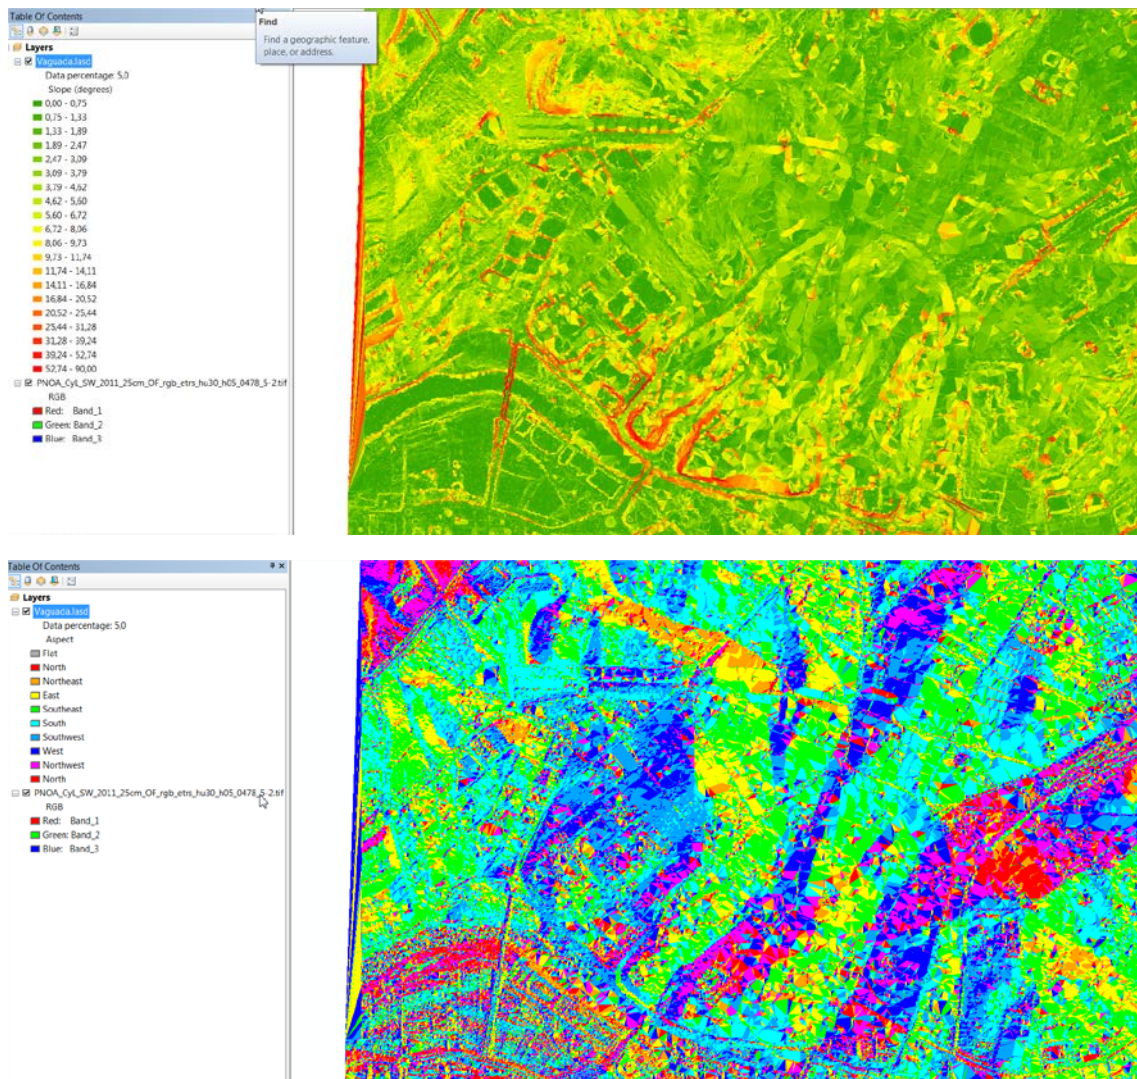 Table Of Contents
Find
Find a geographic feature,
place, or address.
Layers
Vaguada.lasd
Data percentage: 5,0
Slope (degrees)
0,00 - 0,75
0,75 - 1,33
1,33 - 1,89
1,89 - 2,47
2,47 - 3,09
3,09 - 3,79
3,79 - 4,62
4,62 - 5,60
5,60 - 6,72
6,72 - 8,06
8,06 - 9,73
9,73 - 11,74
11,74 - 14,11
14,11 - 16,84
16,84 - 20,52
20,52 - 25,44
25,44 - 31,28
31,28 - 39,24
39,24 - 52,74
52,74 - 90,00
PNOA_CyL_SW_2011_25cm_OF_rgb_etrs_hu30_h05_0478_5-2.tif
RGB
Red: Band_1
Green: Band_2
Blue: Band_3
Table Of Contents
Layers
Vaguada.lasd
Data percentage: 5,0
Aspect
Flat
North
Northeast
East
Southeast
South
Southwest
West
Northwest
North
PNOA_CyL_SW_2011_25cm_OF_rgb_etrs_hu30_h05_0478_5-2.tif
RGB
Red: Band_1
Green: Band_2
Blue: Band_3